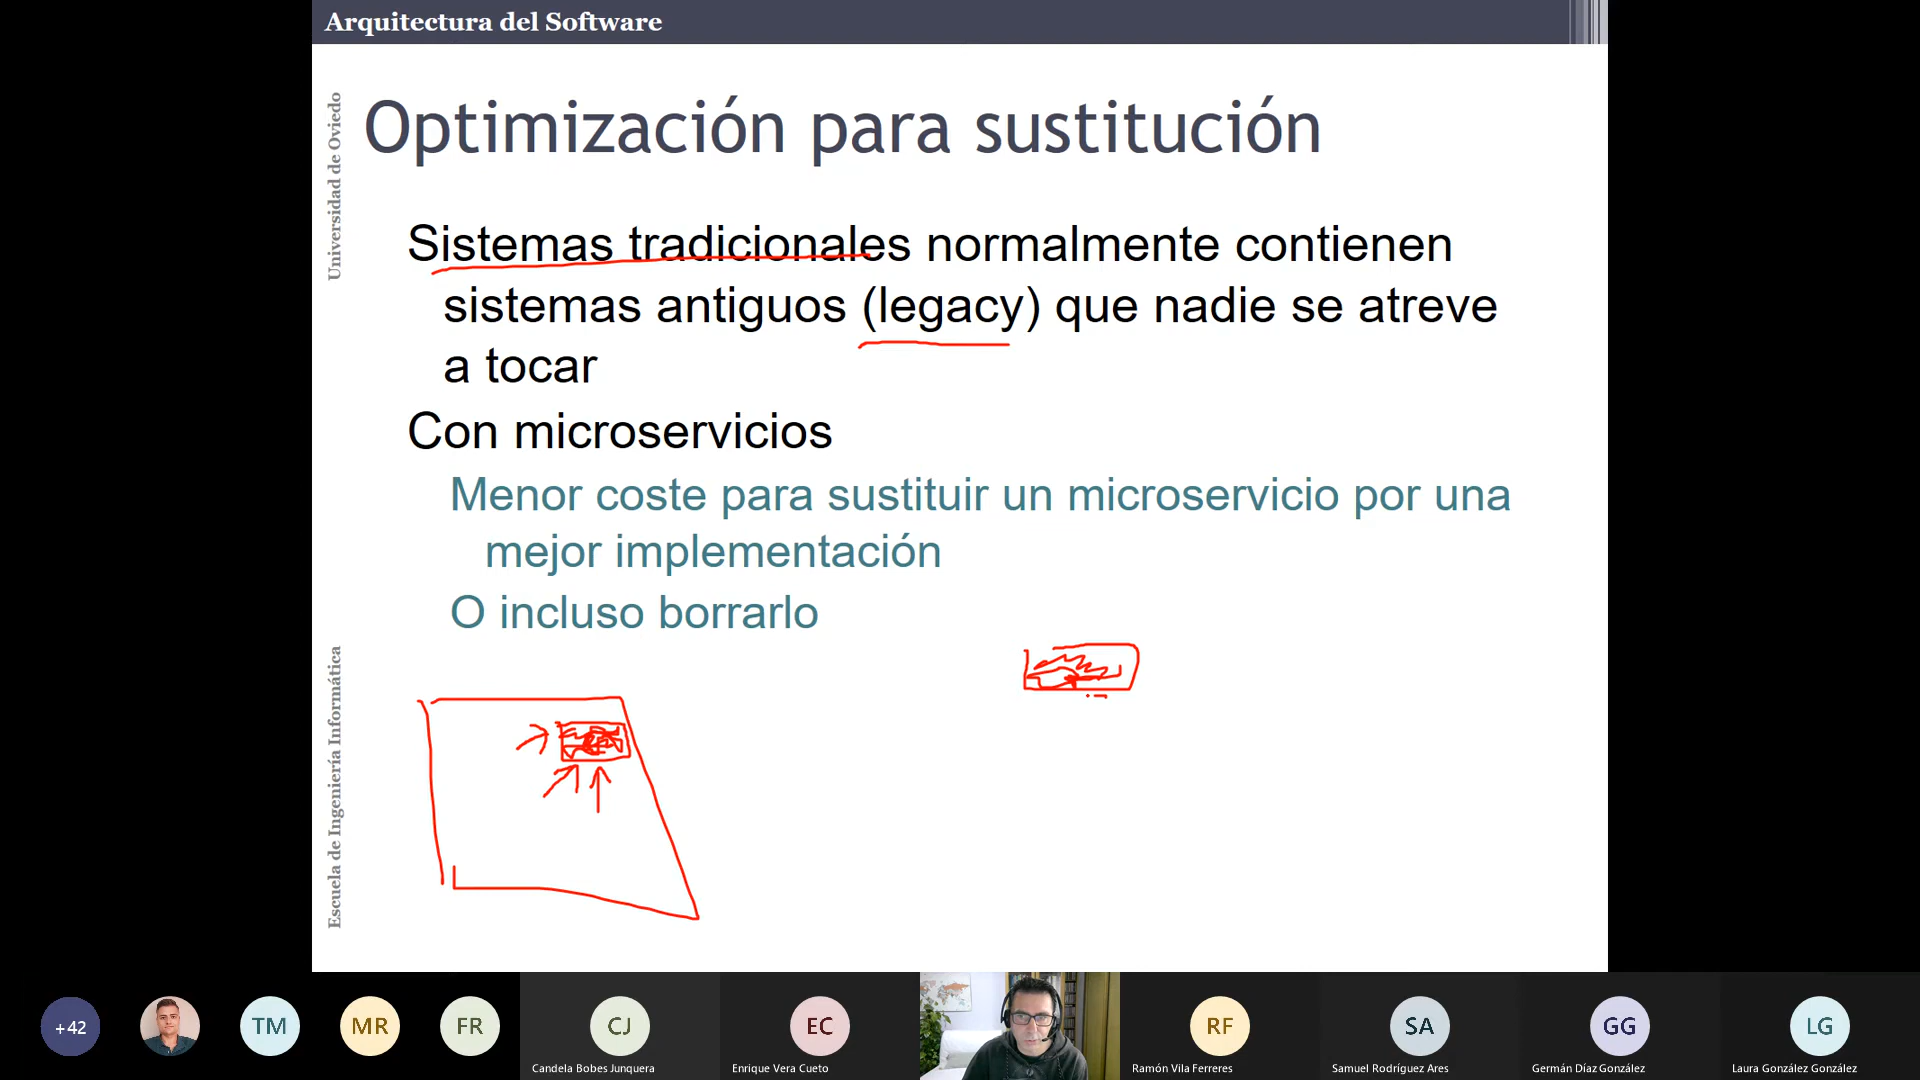 Arquitectura del Software
Universidad de Oviedo
Optimización para sustitución
Sistemas tradicionales normalmente contienen
sistemas antiguos (legacy) que nadie se atreve
a tocar
Con microservicios
Menor coste para sustituir un microservicio por una
mejor implementación
O incluso borrarlo
Escuela de Ingeniería Informática
+42
TM
MR
FR
CJ
Candela Bobes Junquera
EC
Enrique Vera Cueto
RF
Ramón Vila Ferreres
SA
Samuel Rodríguez Ares
GG
Germán Díaz González
LG
Laura González González